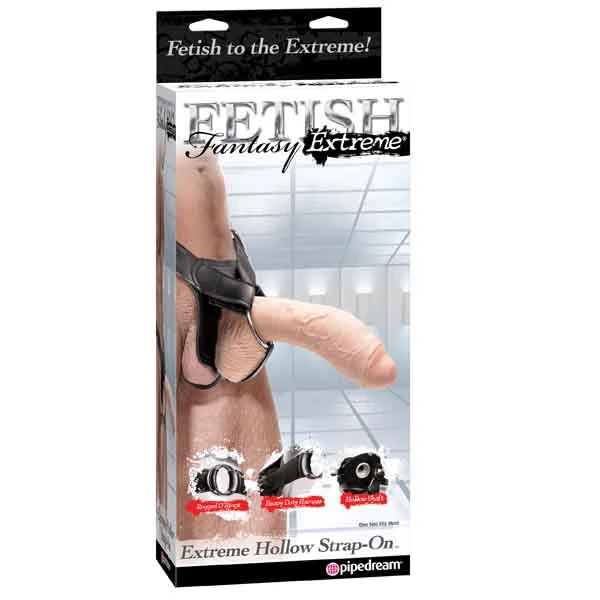 Fetish to the Extreme!
FETISH
Fantasy Extreme®
Rugged O'Rings
Heavy Duty Harness
Hollow Shaft
One Size Fits Most
Extreme Hollow Strap-On™
pipedream®